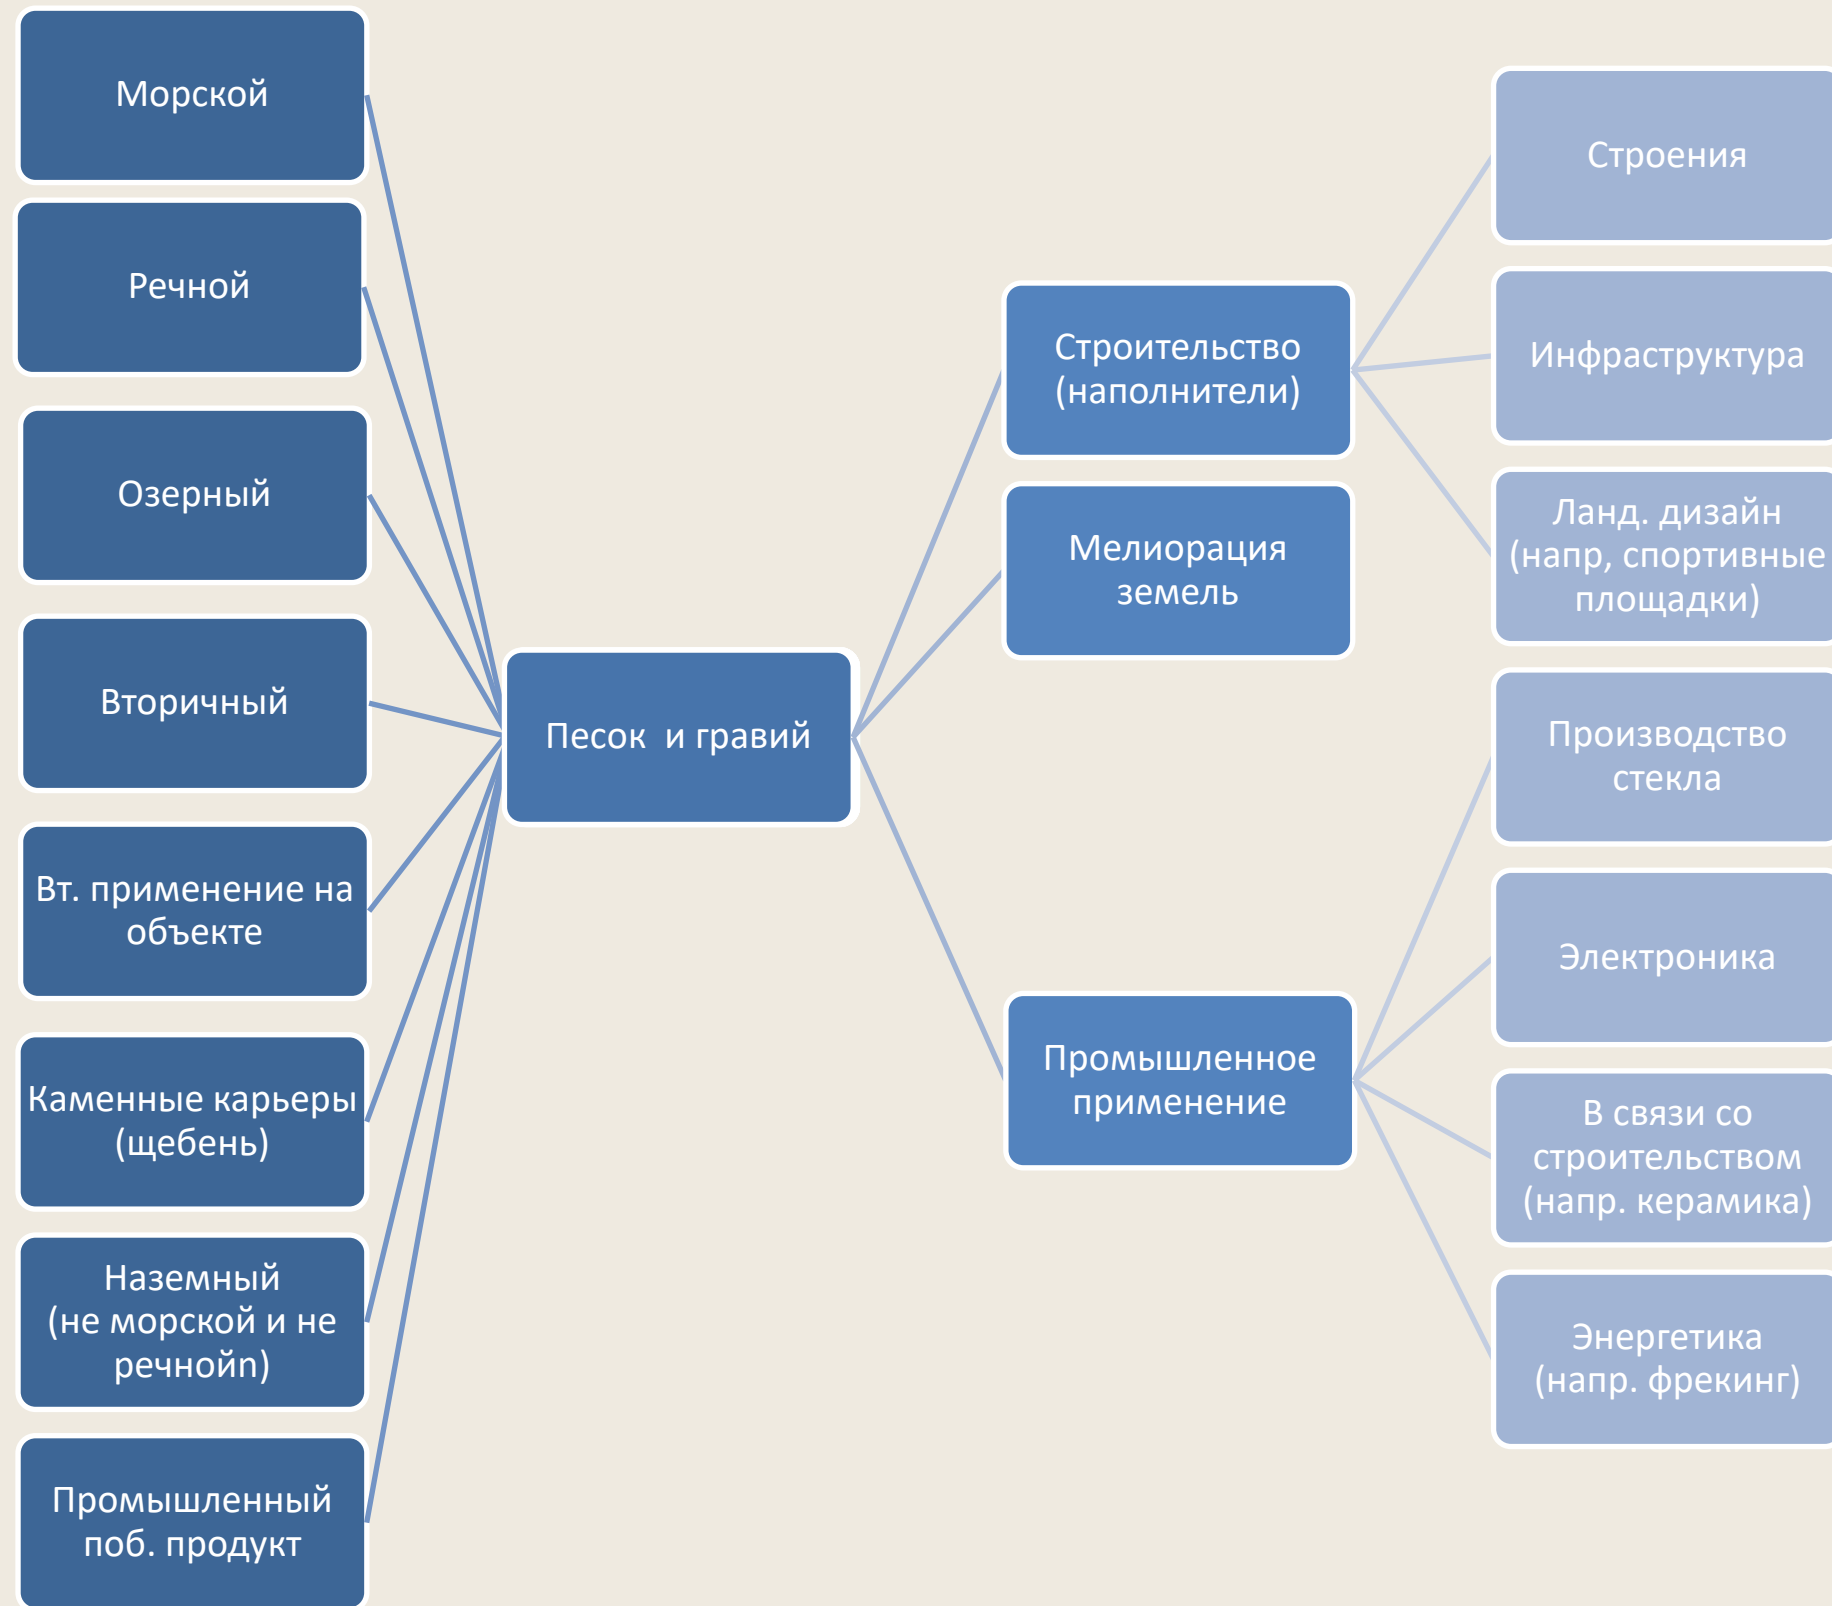 Морской
Речной
Озерный
Вторичный
Вт. применение на
объекте
Каменные карьеры
(щебень)
Наземный
(не морской и не
речнойn)
Промышленный
поб. продукт
Песок  и гравий
Строительство
(наполнители)
Мелиорация
земель
Промышленное
применение
Строения
Инфраструктура
Ланд. дизайн
(напр, спортивные
площадки)
Производство
стекла
Электроника
В связи со
строительством
(напр. керамика)
Энергетика
(напр. фрекинг)